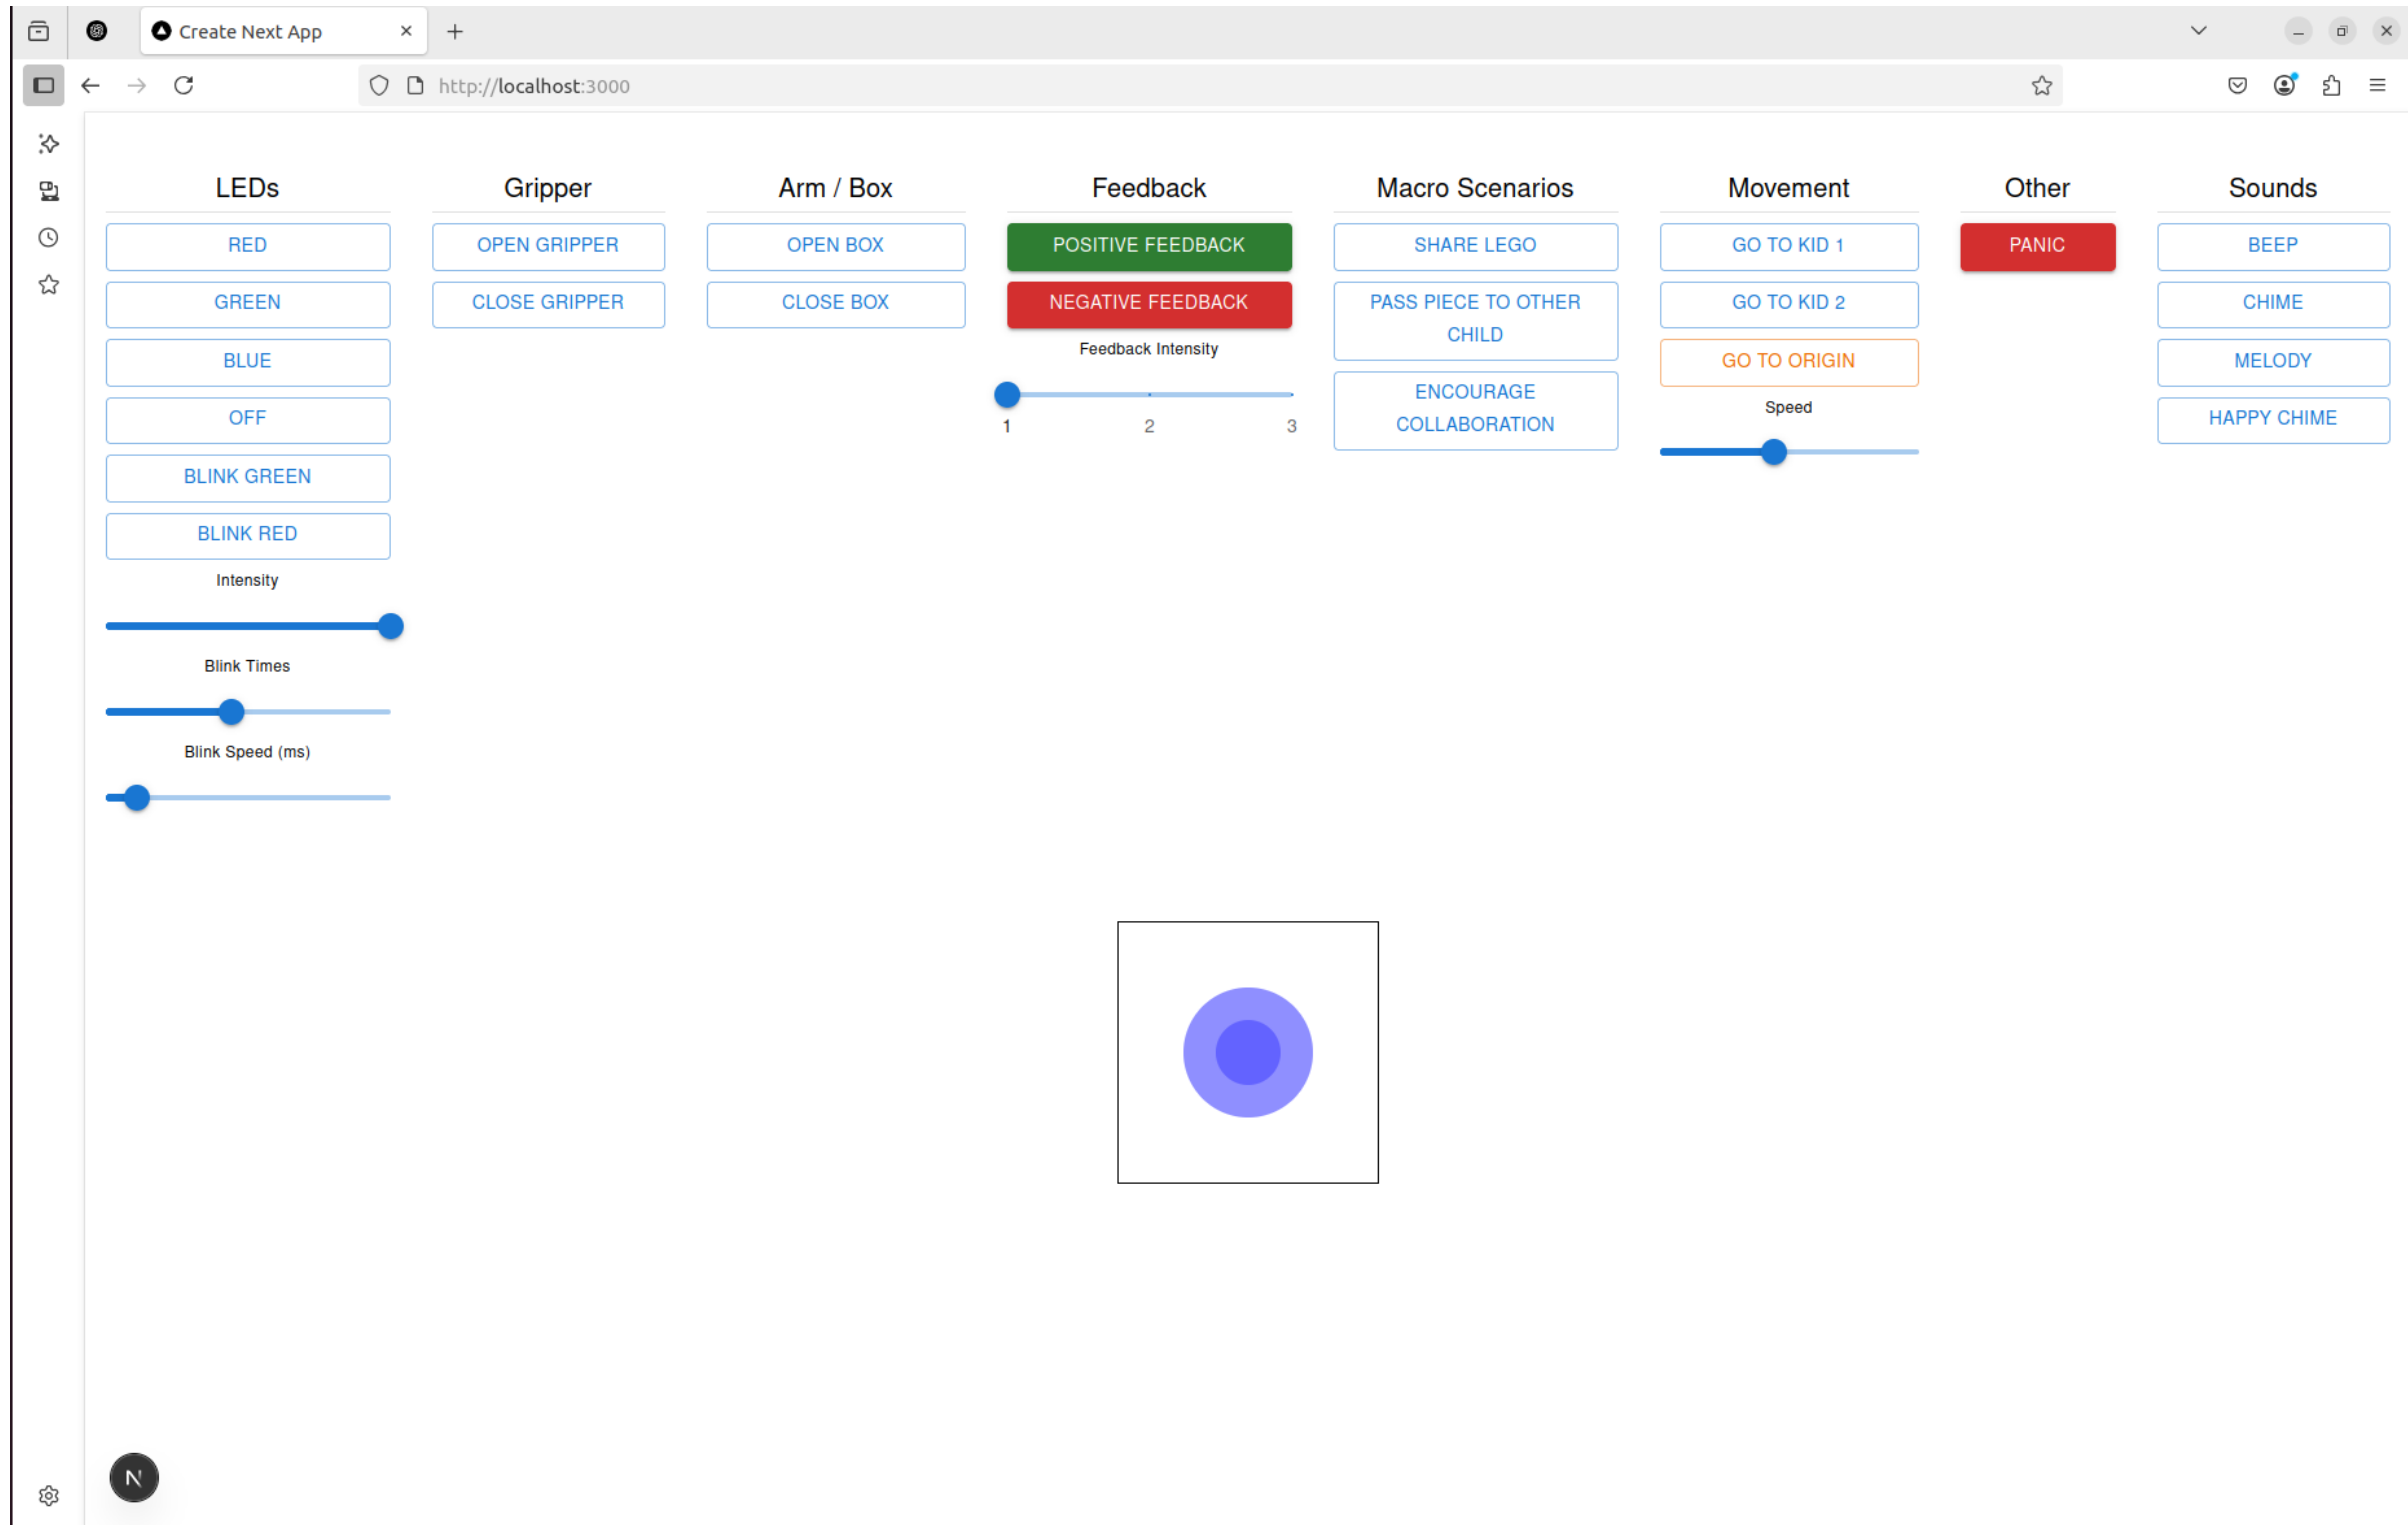 Create Next App
http://localhost:3000
LEDs
RED
GREEN
BLUE
OFF
BLINK GREEN
BLINK RED
Intensity
Blink Times
Blink Speed (ms)
Gripper
OPEN GRIPPER
CLOSE GRIPPER
Arm / Box
OPEN BOX
CLOSE BOX
Feedback
POSITIVE FEEDBACK
NEGATIVE FEEDBACK
Feedback Intensity
1 2 3
Macro Scenarios
SHARE LEGO
PASS PIECE TO OTHER
CHILD
ENCOURAGE
COLLABORATION
Movement
GO TO KID 1
GO TO KID 2
GO TO ORIGIN
Speed
Other
PANIC
Sounds
BEEP
CHIME
MELODY
HAPPY CHIME
N